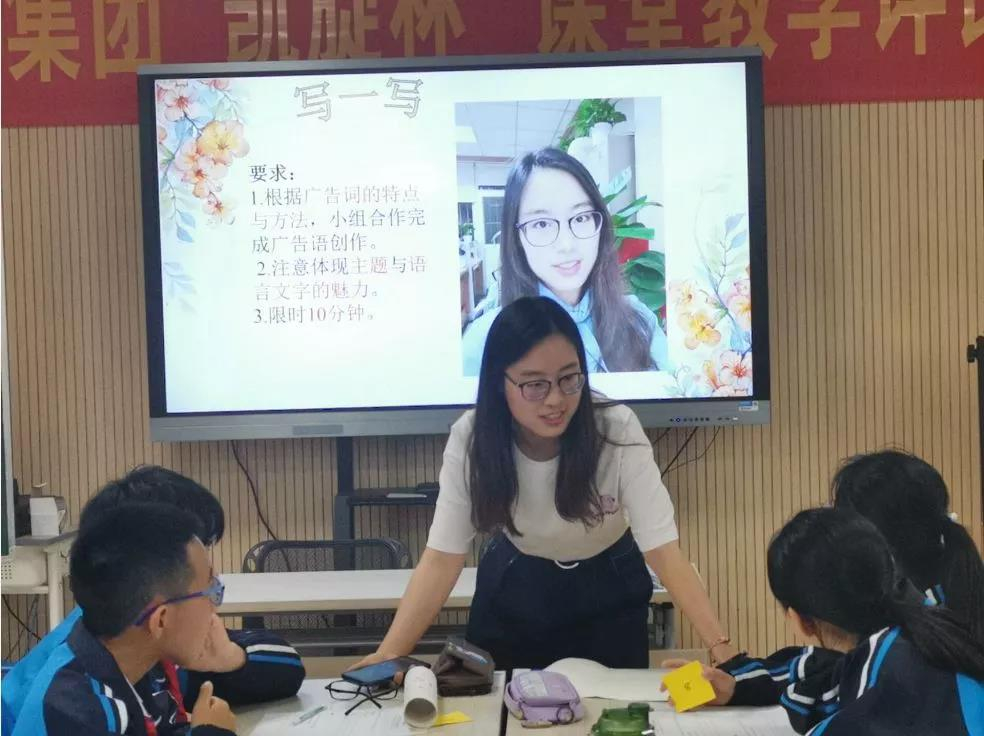 集团 凯旋杯 课堂教学评
写一写
要求：
1.根据广告词的特点
与方法，小组合作完
成广告语创作。
2.注意体现主题与语
言文字的魅力。
3.限时10分钟。